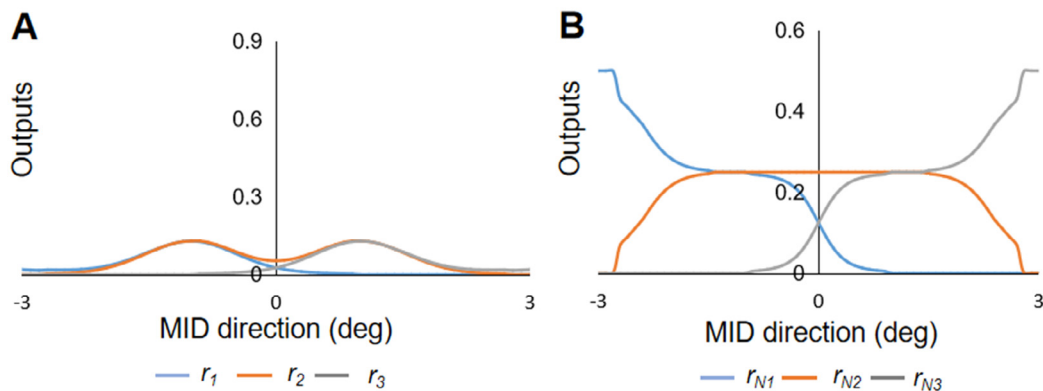 A
Outputs
0.9
0.6
0.3
0
-3
0
3
MID direction (deg)
r1 r2 r3
B
Outputs
0.6
0.4
0.2
0
-3
0
3
MID direction (deg)
rN1 rN2 rN3